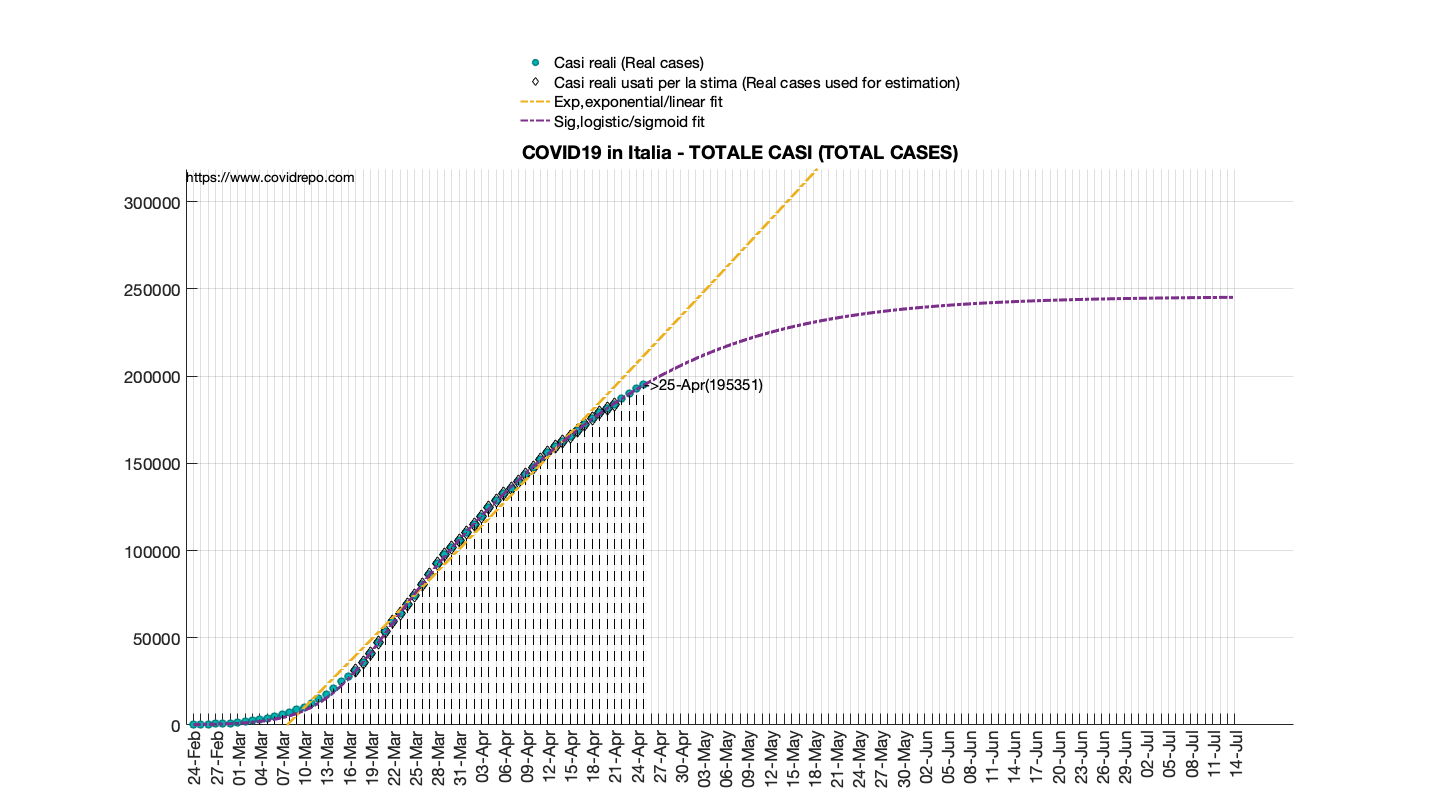 Casi reali (Real cases)
Casi reali usati per la stima (Real cases used for estimation)
Exp,exponential/linear fit
Sig,logistic/sigmoid fit
COVID19 in Italia - TOTALE CASI (TOTAL CASES)
https://www.covidrepo.com
300000
250000
200000
->25-Apr(195351)
150000
100000
50000
0
24-Feb
27-Feb
01-Mar
04-Mar
07-Mar
10-Mar
13-Mar
16-Mar
19-Mar
22-Mar
25-Mar
28-Mar
31-Mar
03-Apr
06-Apr
09-Apr
12-Apr
15-Apr
18-Apr
21-Apr
24-Apr
27-Apr
30-Apr
03-May
06-May
09-May
12-May
15-May
18-May
21-May
24-May
27-May
30-May
02-Jun
05-Jun
08-Jun
11-Jun
14-Jun
17-Jun
20-Jun
23-Jun
26-Jun
29-Jun
02-Jul
05-Jul
08-Jul
11-Jul
14-Jul